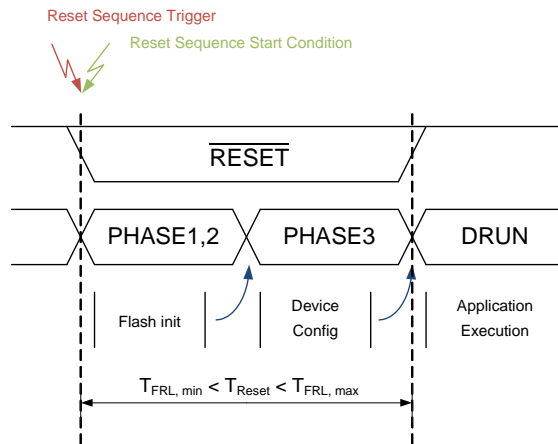 Reset Sequence Trigger
Reset Sequence Start Condition
RESET
PHASE1,2
PHASE3
DRUN
Flash init
Device
Config
Application
Execution
TFRL, min < TReset < TFRL, max